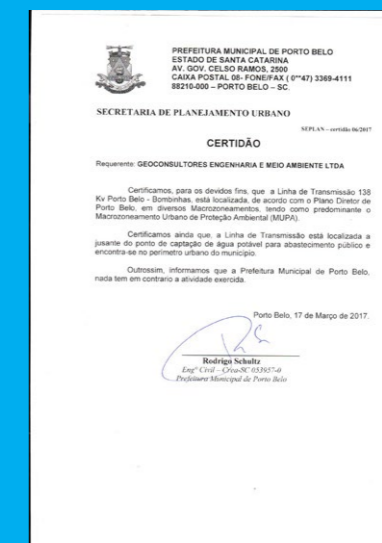 PREFEITURA MUNICIPAL DE PORTO BELO
ESTADO DE SANTA CATARINA
AV. GOV. CELSO RAMOS, 2500
CAIXA POSTAL 08- FONE/FAX ( 0**47) 3369-4111
88210-000 – PORTO BELO – SC.
SECRETARIA DE PLANEJAMENTO URBANO
SEPLAN – certidão 06/2017
CERTIDÃO
Requerente: GEOCONSULTORES ENGENHARIA E MEIO AMBIENTE LTDA
Certificamos, para os devidos fins, que a Linha de Transmissão 138
Kv Porto Belo - Bombinhas, está localizada, de acordo com o Plano Diretor de
Porto Belo, em diversos Macrozoneamentos, tendo como predominante o
Macrozoneamento Urbano de Proteção Ambiental (MUPA).
Certificamos ainda que, a Linha de Transmissão está localizada a
jusante do ponto de captação de água potável para abastecimento público e
encontra-se no perímetro urbano do município.
Outrossim, informamos que a Prefeitura Municipal de Porto Belo,
nada tem em contrario a atividade exercida.
Porto Belo, 17 de Março de 2017.
Rodrigo Schultz
Engº Civil – Crea-SC 053957-0
Prefeitura Municipal de Porto Belo